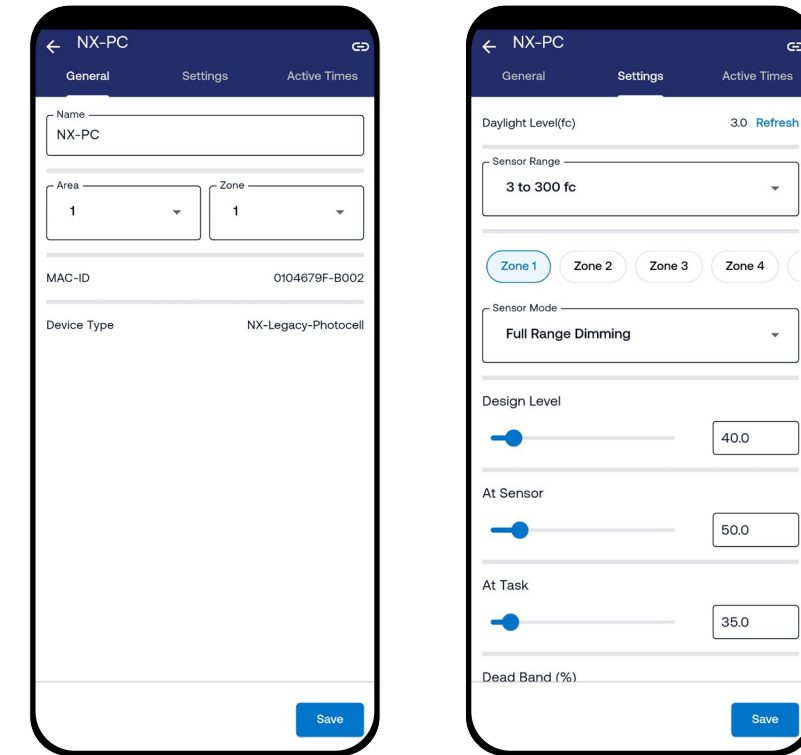 NX-PC
General Settings Active Times
Name
NX-PC
Area Zone
1 1
MAC-ID 0104679F-B002
Device Type NX-Legacy-Photocell
Save
NX-PC
General Settings Active Times
Daylight Level(fc) 3.0 Refresh
Sensor Range
3 to 300 fc
Zone 1 Zone 2 Zone 3 Zone 4
Sensor Mode
Full Range Dimming
Design Level
40.0
At Sensor
50.0
At Task
35.0
Dead Band (%)
Save